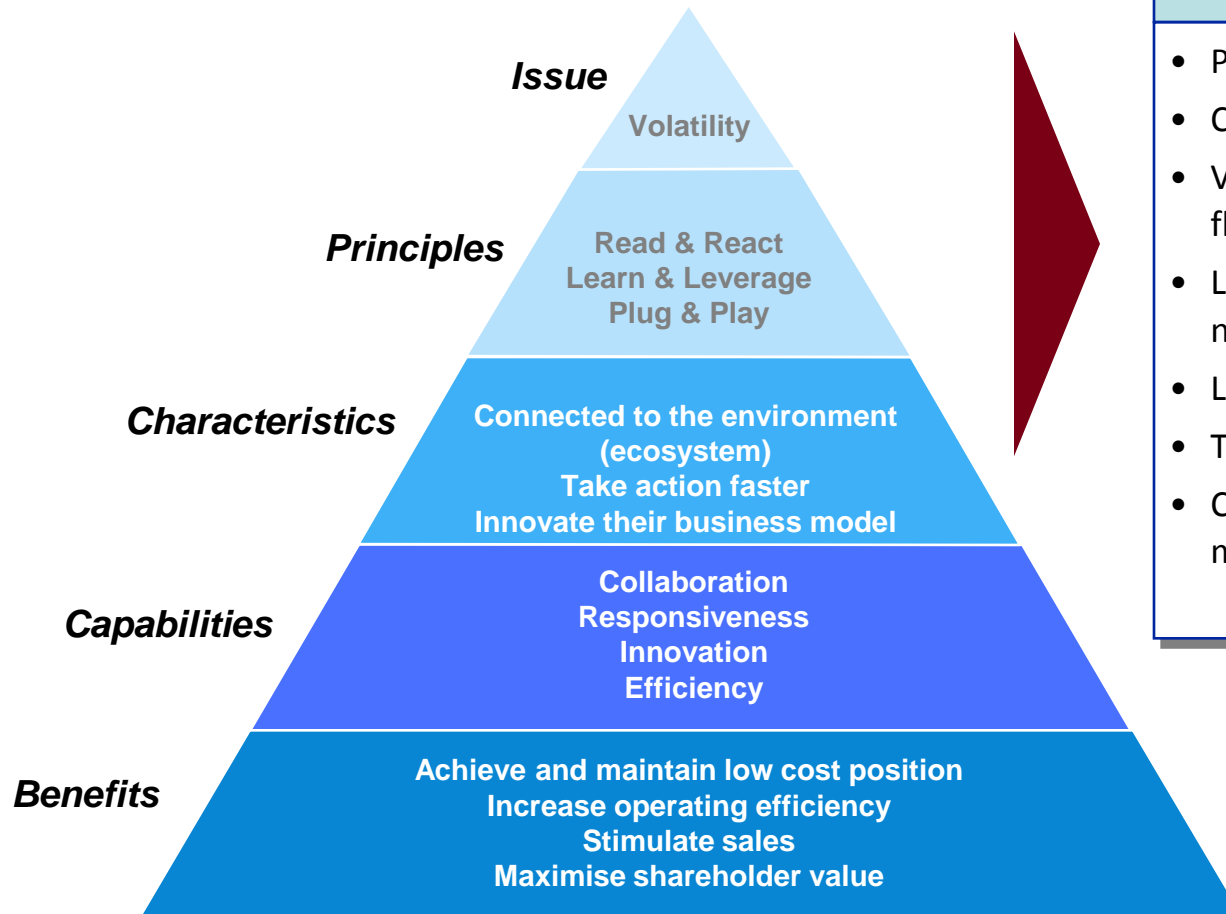 Issue
Volatility
Principles
Read & React
Learn & Leverage
Plug & Play
Characteristics
Connected to the environment
(ecosystem)
Take action faster
Innovate their business model
Capabilities
Collaboration
Responsiveness
Innovation
Efficiency
Benefits
Achieve and maintain low cost position
Increase operating efficiency
Stimulate sales
Maximise shareholder value